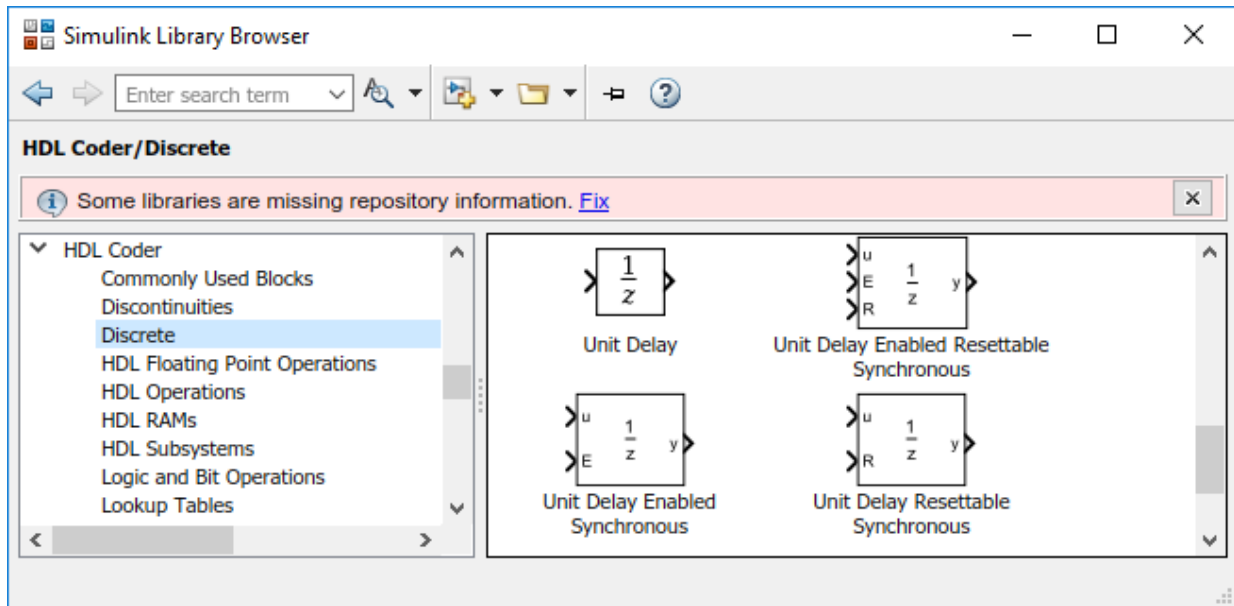 Simulink Library Browser
Enter search term
HDL Coder/Discrete
Some libraries are missing repository information. Fix
HDL Coder
Commonly Used Blocks
Discontinuities
Discrete
HDL Floating Point Operations
HDL Operations
HDL RAMs
HDL Subsystems
Logic and Bit Operations
Lookup Tables
1
z
Unit Delay
u
E
R
1
z
y
Unit Delay Enabled Resettable
Synchronous
u
E
1
z
y
Unit Delay Enabled
Synchronous
u
R
1
z
y
Unit Delay Resettable
Synchronous